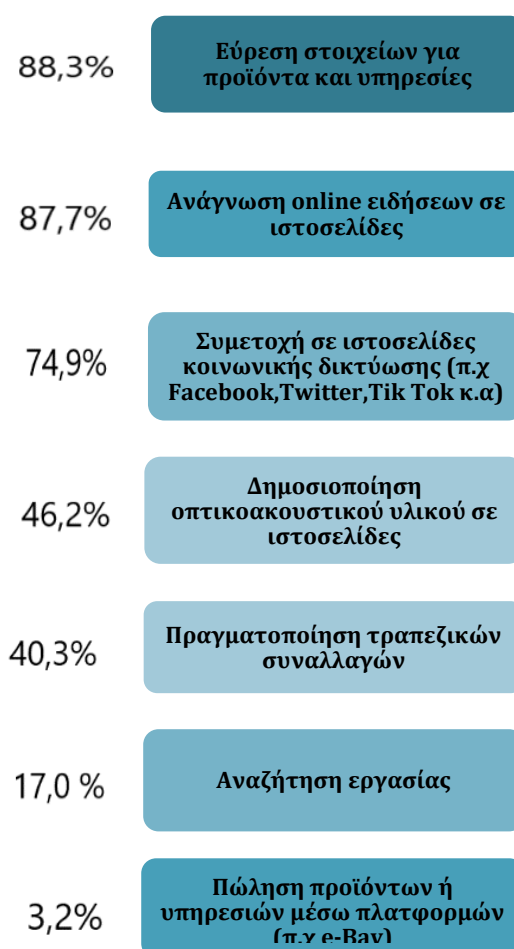 88,3%
Εύρεση στοιχείων για
προϊόντα και υπηρεσίες
87,7%
Ανάγνωση online ειδήσεων σε
ιστοσελίδες
74,9%
Συμετοχή σε ιστοσελίδες
κοινωνικής δικτύωσης (π.χ
Facebook,Twitter,Tik Tok κ.α)
46,2%
Δημοσιοποίηση
οπτικοακουστικού υλικού σε
ιστοσελίδες
40,3%
Πραγματοποίηση τραπεζικών
συναλλαγών
17,0 %
Αναζήτηση εργασίας
3,2%
Πώληση προϊόντων ή
υπηρεσιών μέσω πλατφορμών
(π.χ e-Bay)